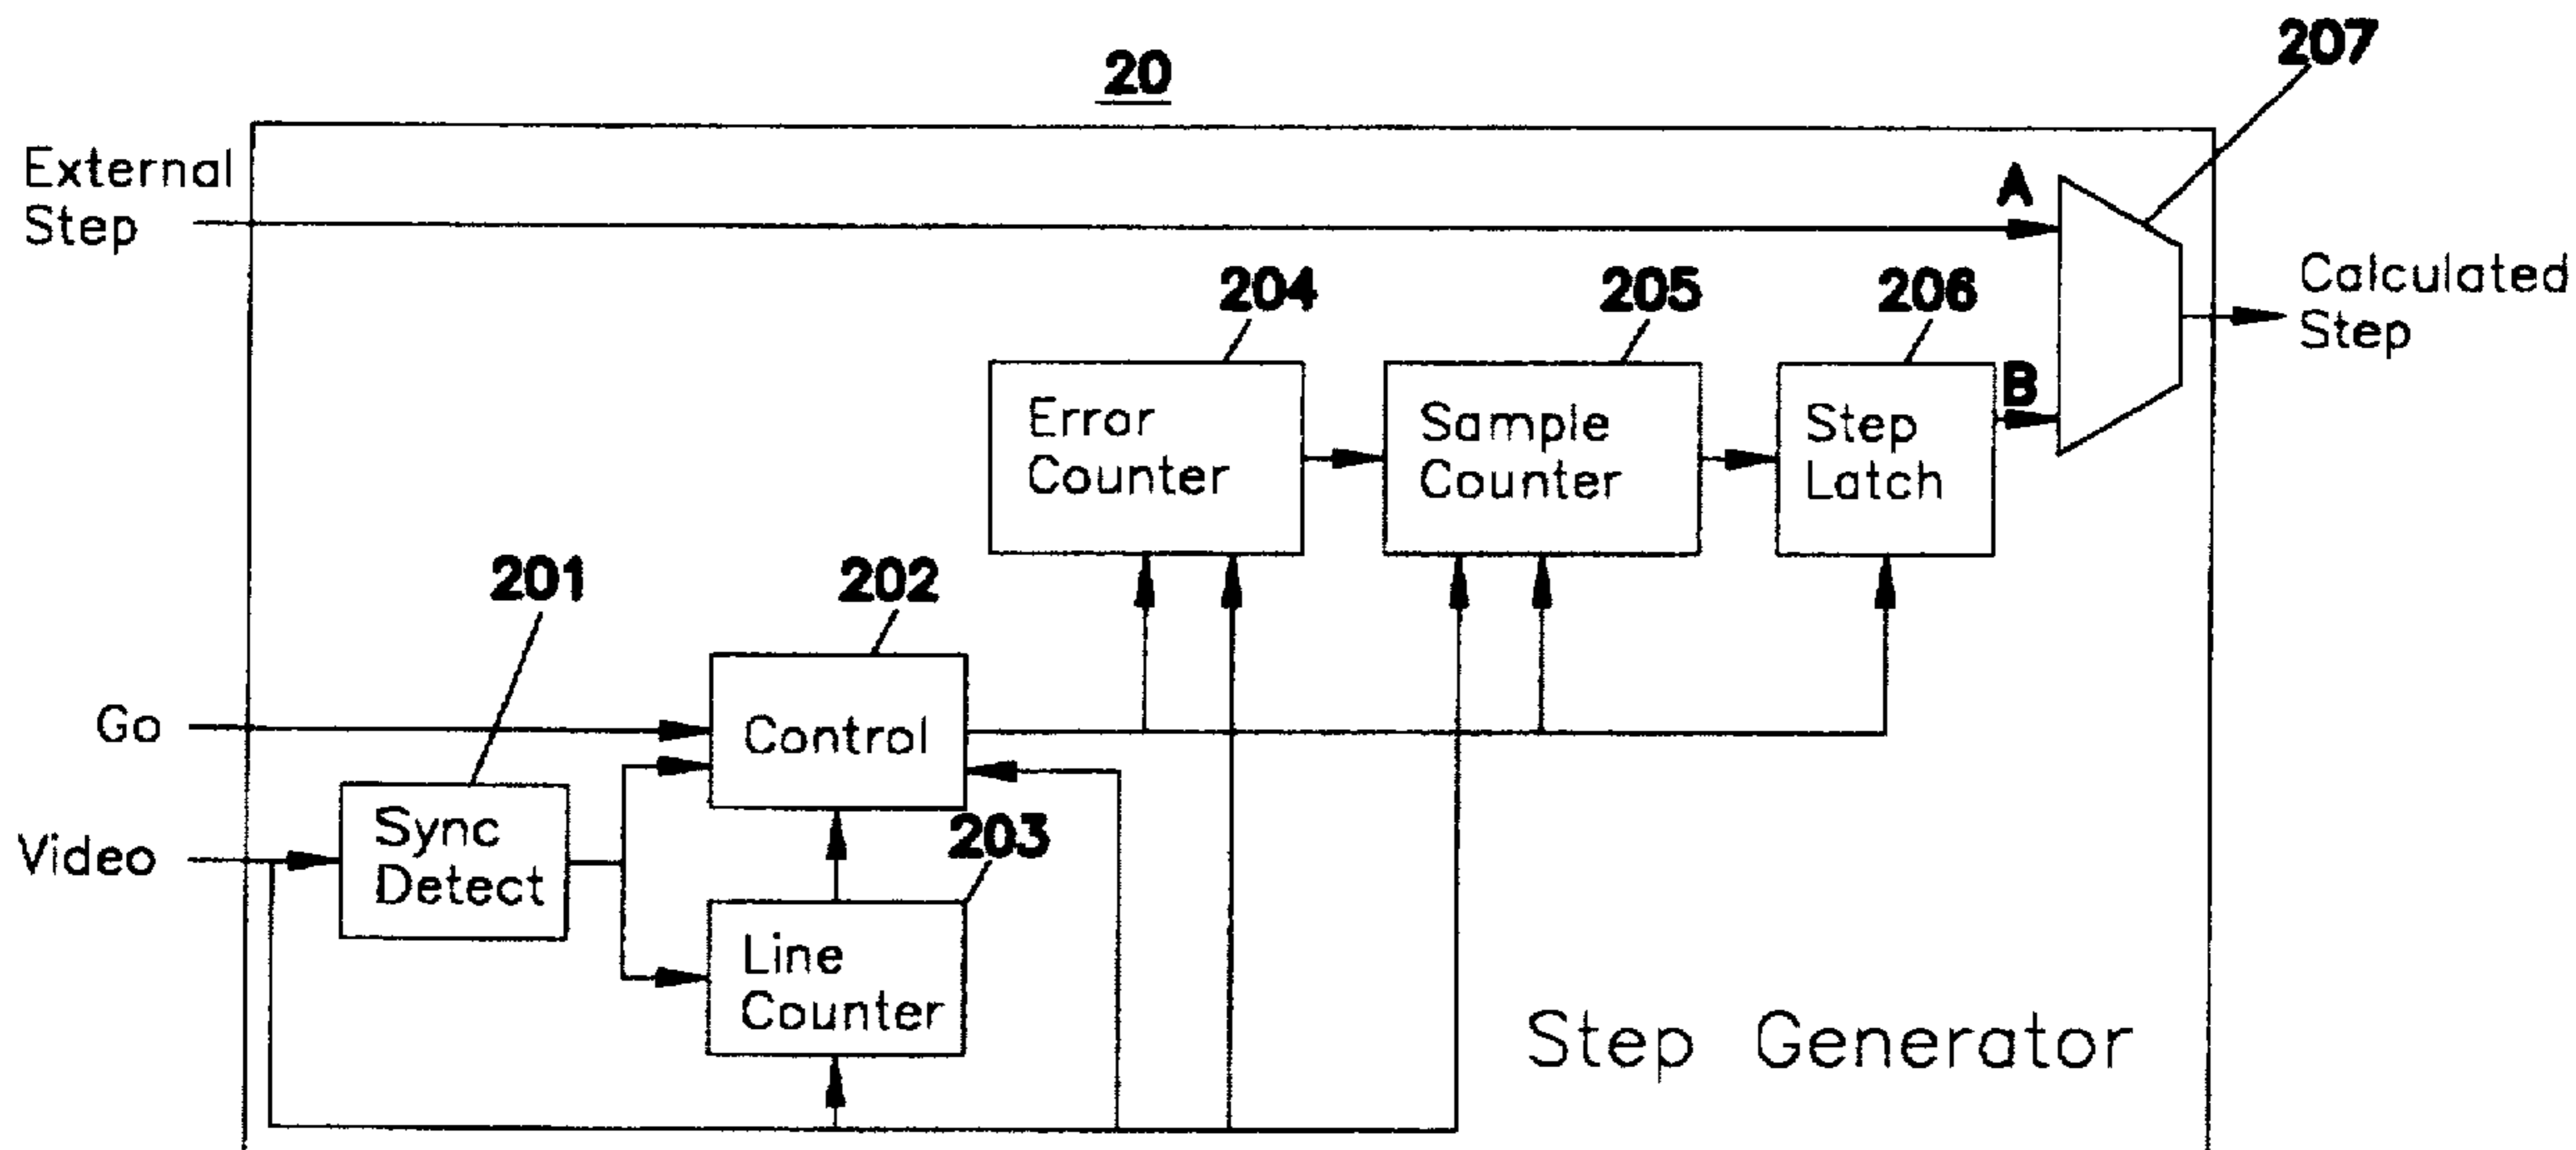 20
207
External
Step
A
Calculated
Step
204
205
206
B
Error
Counter
Sample
Counter
Step
Latch
201
202
Go
Control
Video
Sync
Detect
203
Line
Counter
Step Generator